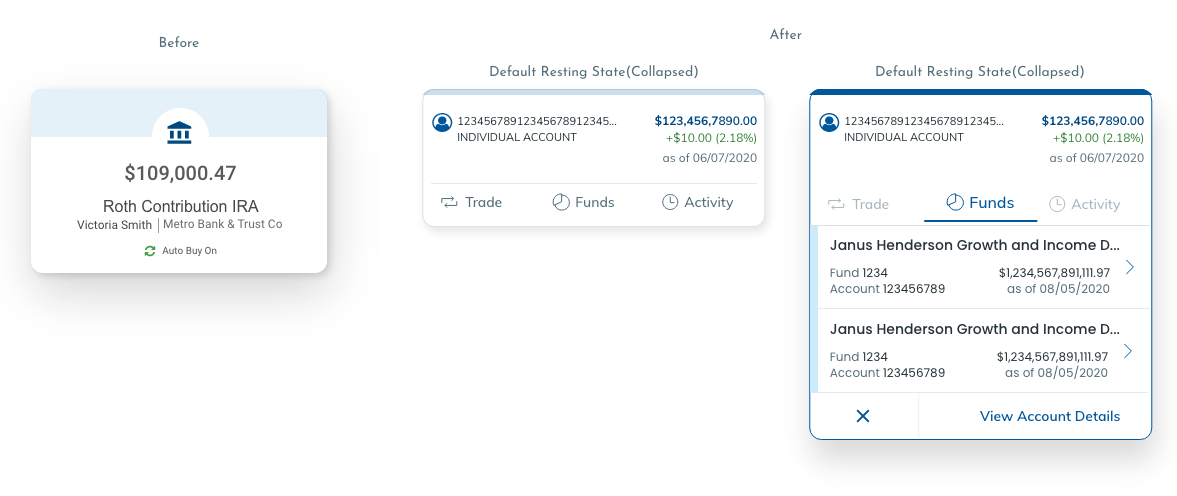 Before
After
Default Resting State(Collapsed)
Default Resting State(Collapsed)
$109,000.47
Roth Contribution IRA
Victoria Smith | Metro Bank & Trust Co
Auto Buy On
12345678912345678912345... $123,456,7890.00
INDIVIDUAL ACCOUNT +$10.00 (2.18%)
as of 06/07/2020
Trade Funds Activity
12345678912345678912345... $123,456,7890.00
INDIVIDUAL ACCOUNT +$10.00 (2.18%)
as of 06/07/2020
Trade Funds Activity
Janus Henderson Growth and Income D...
Fund 1234 $1,234,567,891,111.97
Account 123456789 as of 08/05/2020
Janus Henderson Growth and Income D...
Fund 1234 $1,234,567,891,111.97
Account 123456789 as of 08/05/2020
View Account Details